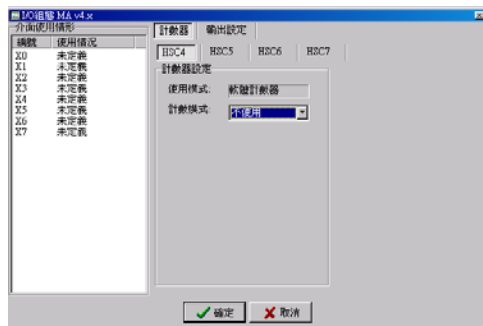 I/O組態 MA v4.x
介面使用情形
編號 使用情況
X0 未定義
X1 未定義
X2 未定義
X3 未定義
X4 未定義
X5 未定義
X6 未定義
X7 未定義
計數器 輸出設定
HSC4 HSC5 HSC6 HSC7
計數器設定
使用模式: 軟體計數器
計數模式: 不使用
確定 取消